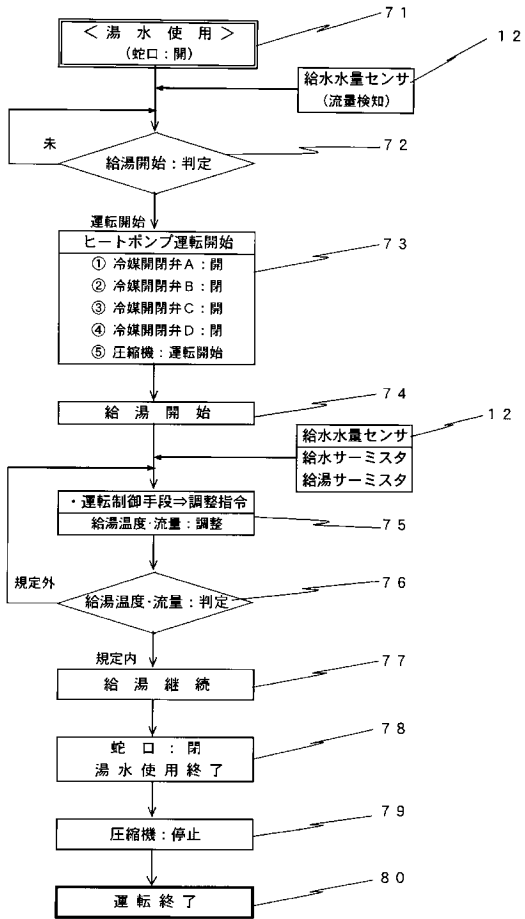 ＜湯水使用＞
(蛇口：開)
71
12
給水水量センサ
(流量検知)
未
給湯開始：判定
72
運転開始
ヒートポンプ運転開始
① 冷媒開閉弁A：開
② 冷媒開閉弁B：閉
③ 冷媒開閉弁C：開
④ 冷媒開閉弁D：閉
⑤ 圧縮機：運転開始
73
給湯開始
74
12
給水水量センサ
給水サーミスタ
給湯サーミスタ
・運転制御手段⇒調整指令
給湯温度・流量：調整
75
規定外
給湯温度・流量：判定
76
規定内
給湯継続
77
蛇口：閉
湯水使用終了
78
圧縮機：停止
79
運転終了
80